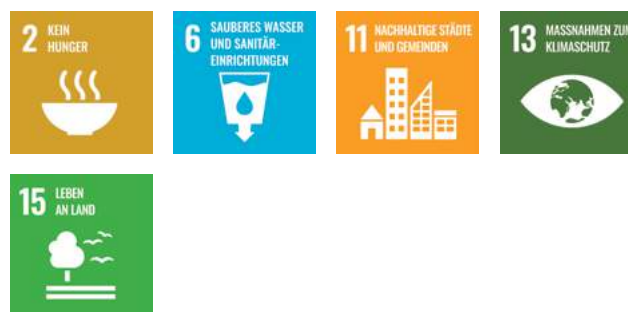 2 KEIN
HUNGER
6 SAUBERES WASSER
UND SANITÄR-
EINRICHTUNGEN
11 NACHHALTIGE STÄDTE
UND GEMEINDEN
13 MASSNAHMEN ZUM
KLIMASCHUTZ
15 LEBEN
AN LAND